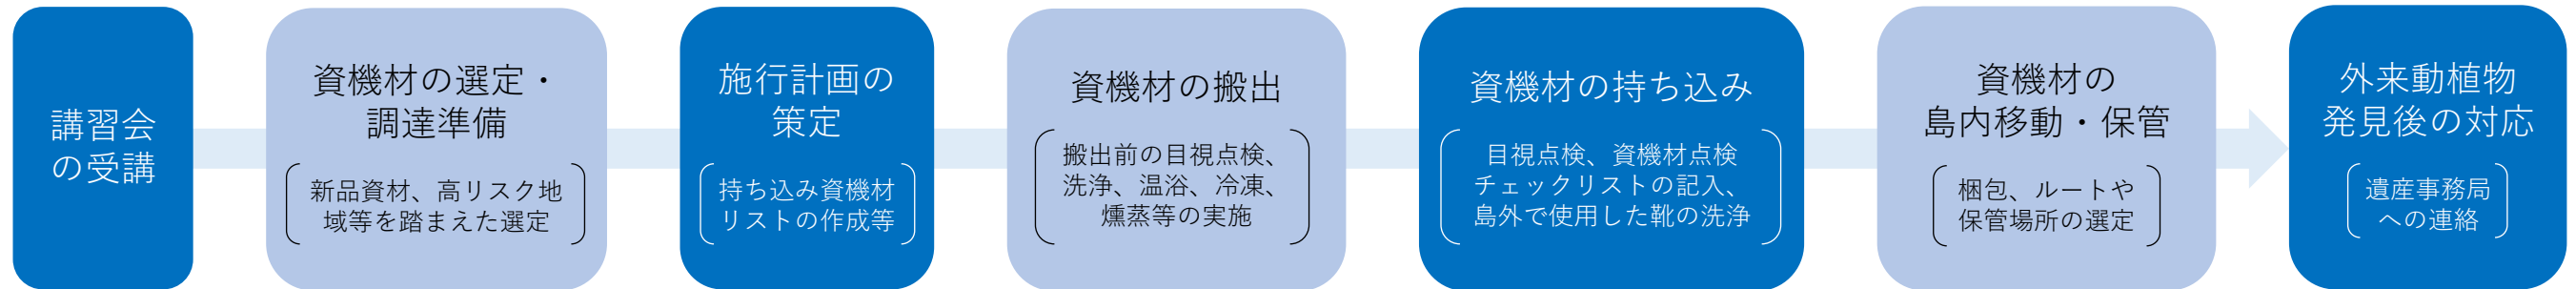 講習会
の受講
資機材の選定・
調達準備
新品資材、高リスク地
域等を踏まえた選定
施行計画の
策定
持ち込み資機材
リストの作成等
資機材の搬出
搬出前の目視点検、
洗浄、温浴、冷凍、
燻蒸等の実施
資機材の持ち込み
目視点検、資機材点検
チェックリストの記入、
島外で使用した靴の洗浄
資機材の
島内移動・保管
梱包、ルートや
保管場所の選定
外来動植物
発見後の対応
遺産事務局
への連絡